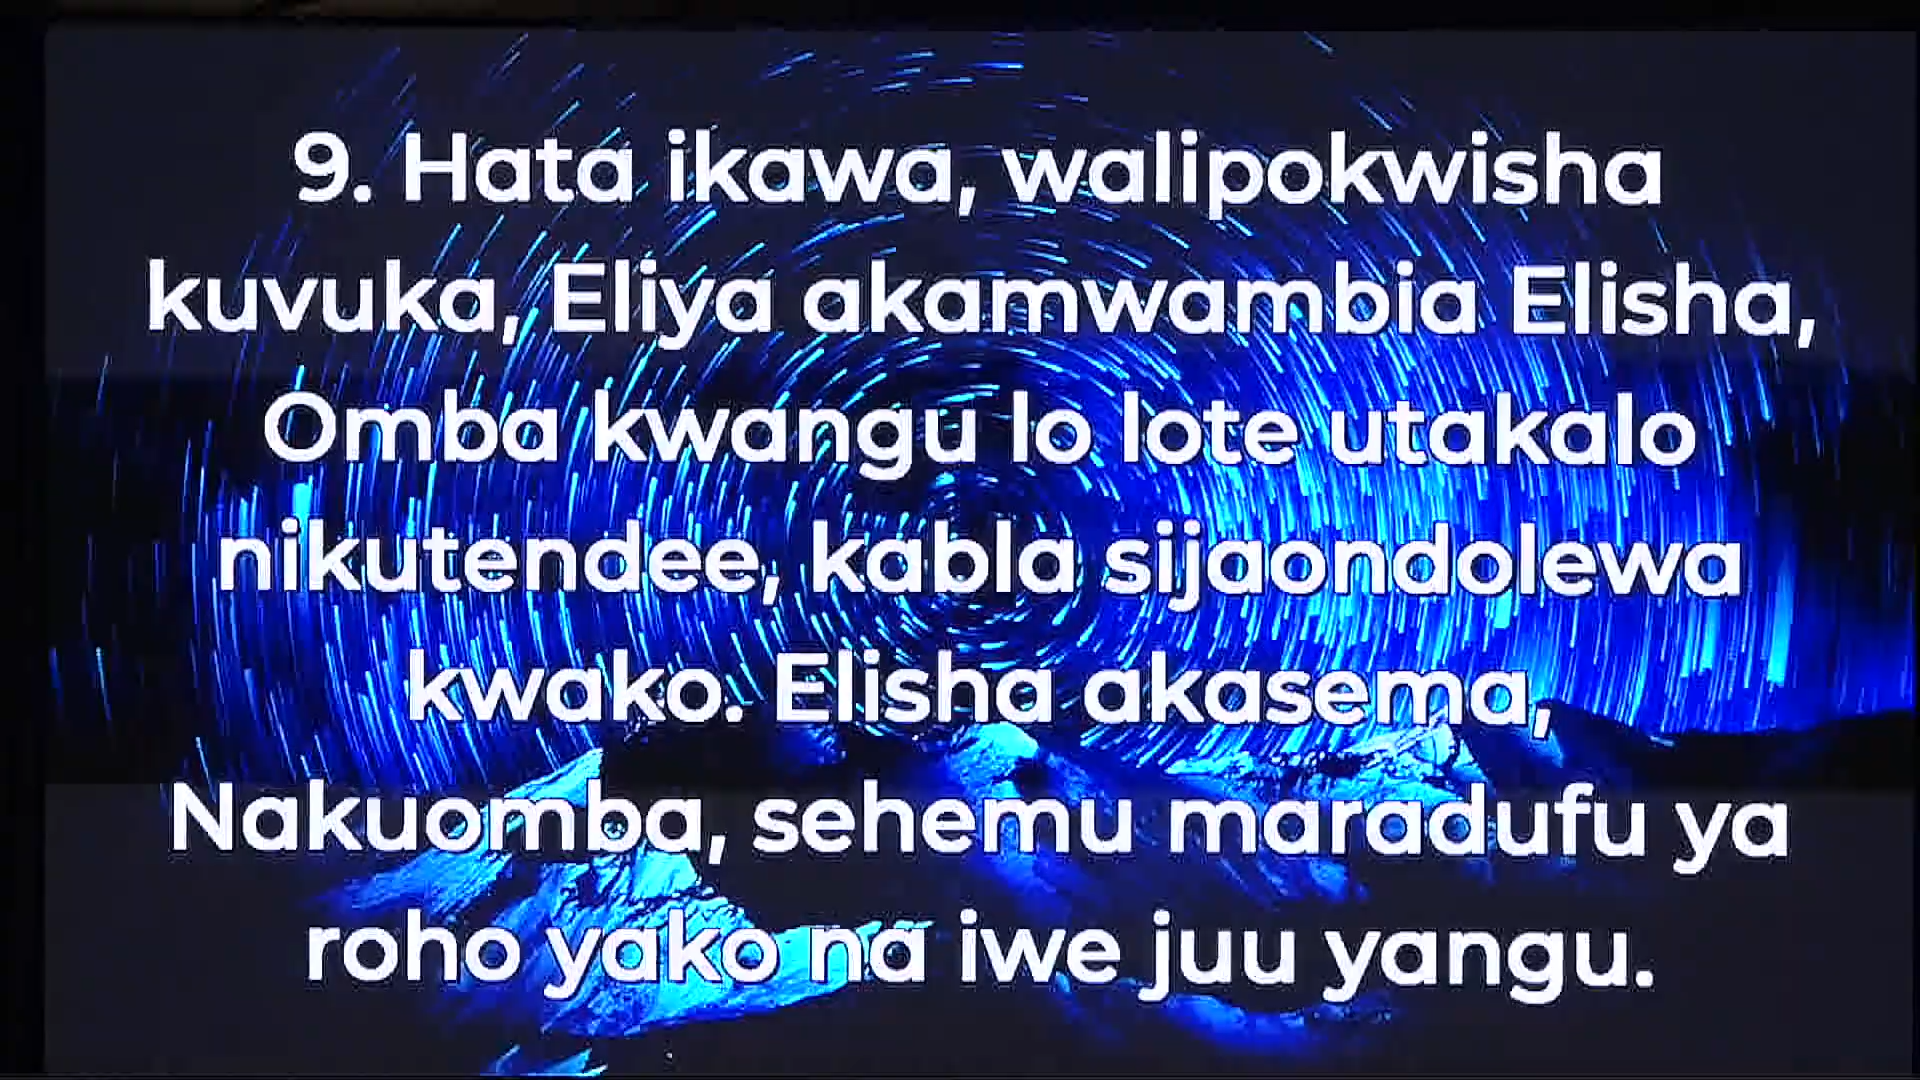 9. Hata ikawa, walipokwisha
kuvuka, Eliya akamwambia Elisha,
Omba kwangu lo lote utakalo
nikutendee, kabla sijaondolewa
kwako. Elisha akasema,
Nakuomba, sehemu maradufu ya
roho yako na iwe juu yangu.